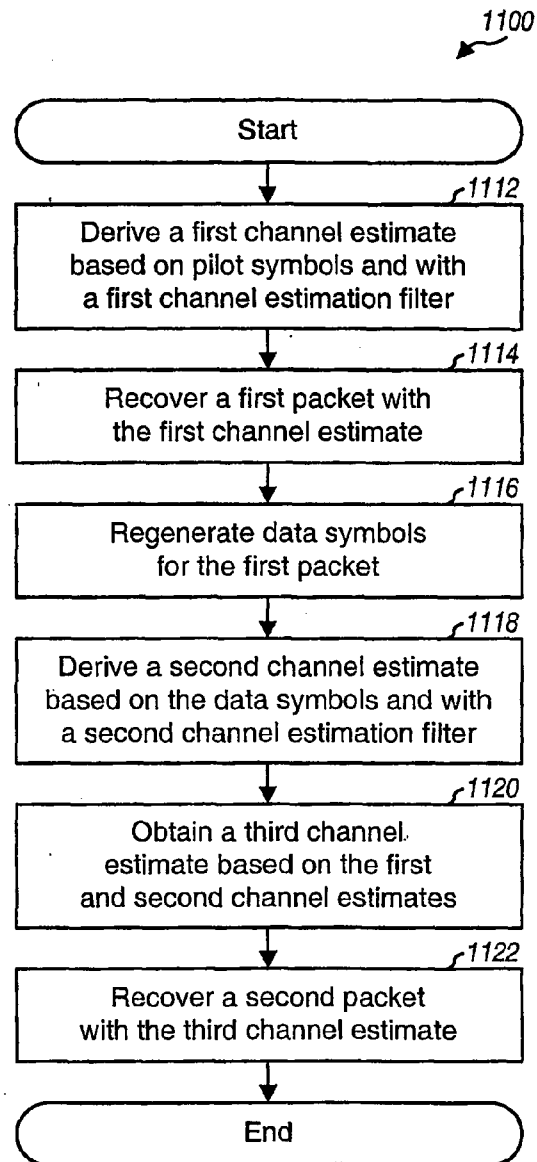 1100
Start
1112
Derive a first channel estimate
based on pilot symbols and with
a first channel estimation filter
1114
Recover a first packet with
the first channel estimate
1116
Regenerate data symbols
for the first packet
1118
Derive a second channel estimate
based on the data symbols and with
a second channel estimation filter
1120
Obtain a third channel
estimate based on the first
and second channel estimates
1122
Recover a second packet
with the third channel estimate
End